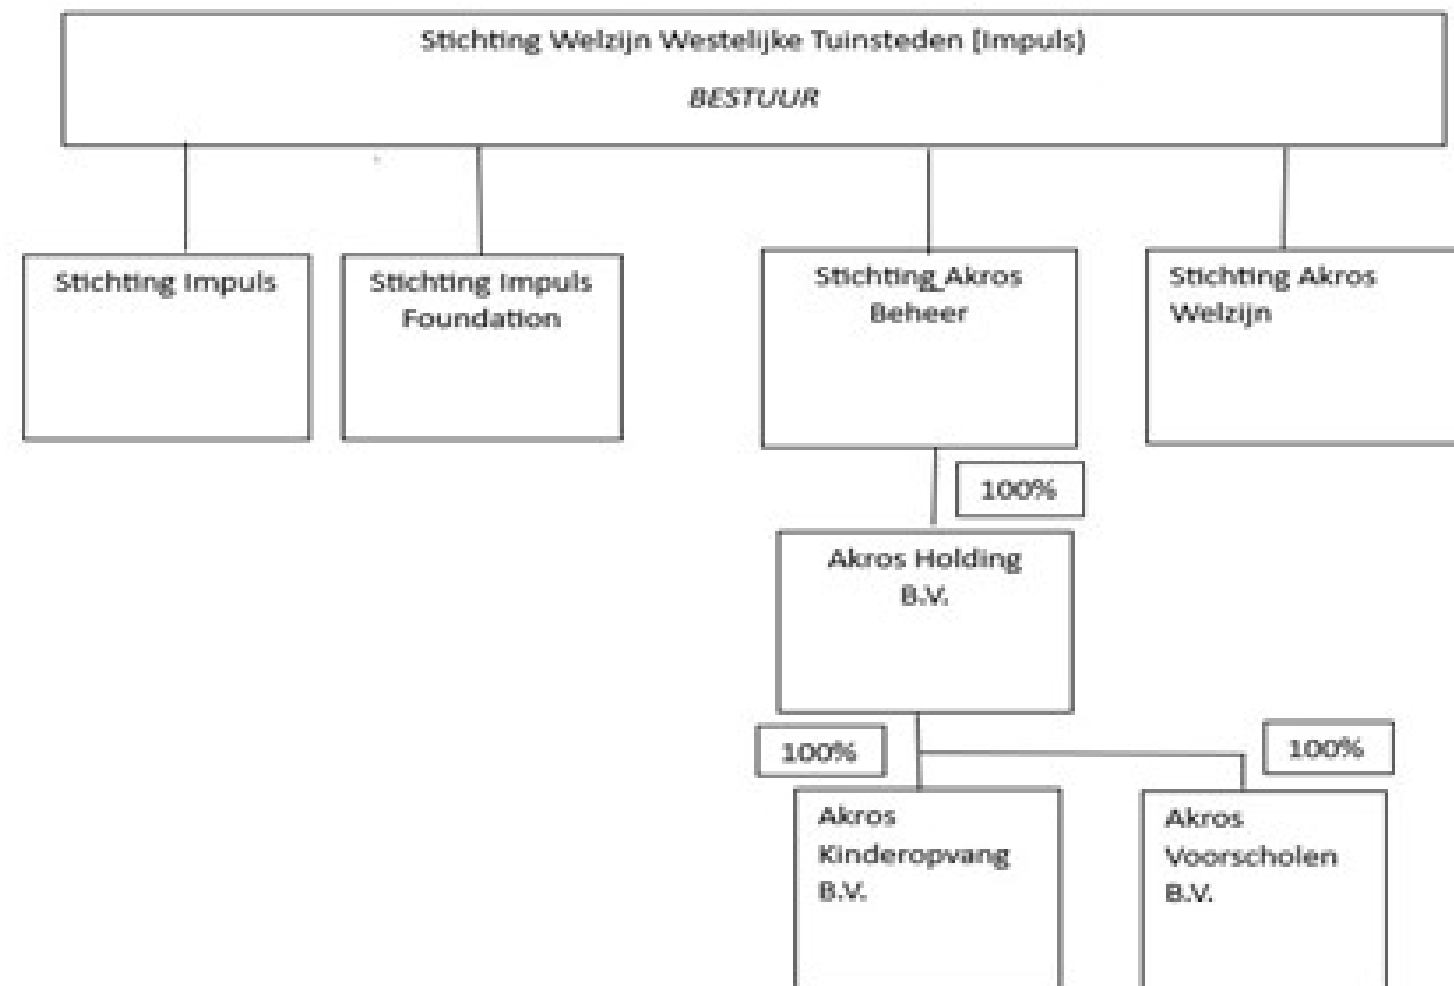 Stichting Welzijn Westelijke Tuinsteden (Impuls)
BESTUUR
Stichting Impuls
Stichting Impuls
Foundation
Stichting Akros
Beheer
Stichting Akros
Welzijn
100%
Akros Holding
B.V.
100%
100%
Akros
Kinderopvang
B.V.
Akros
Voorscholen
B.V.